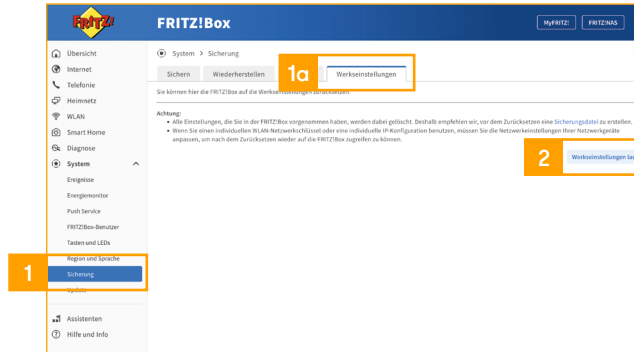 FRITZ!
FRITZ!Box
MyFRITZ!
FRITZ!NAS
Übersicht
Internet
Telefonie
Heimnetz
WLAN
Smart Home
Diagnose
System
Ereignisse
Energiemonitor
Push Service
FRITZ!Box-Benutzer
Tasten und LEDs
Region und Sprache
1
Sicherung
Update
Assistenten
Hilfe und Info
System > Sicherung
1a
Sichern Wiederherstellen Werkseinstellungen
Sie können hier die FRITZ!Box auf die Werkseinstellungen zurücksetzen.
Achtung:
• Alle Einstellungen, die Sie in der FRITZ!Box vorgenommen haben, werden dabei gelöscht. Deshalb empfehlen wir, vor dem Zurücksetzen eine Sicherungsdatei zu erstellen.
• Wenn Sie einen individuellen WLAN-Netzwerkschlüssel oder eine individuelle IP-Konfiguration benutzen, müssen Sie die Netzwerkeinstellungen Ihrer Netzwerkgeräte
anpassen, um nach dem Zurücksetzen wieder auf die FRITZ!Box zugreifen zu können.
2
Werkseinstellungen